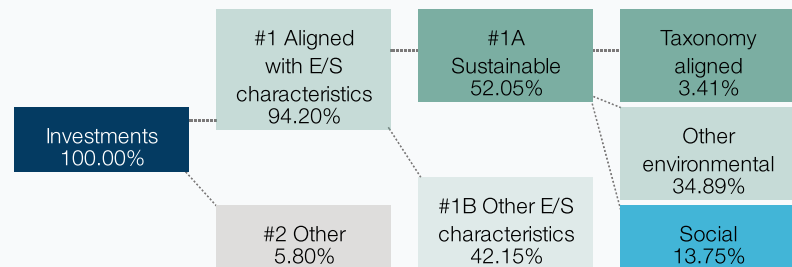 Investments
100.00%
#1 Aligned
with E/S
characteristics
94.20%
#2 Other
5.80%
#1A
Sustainable
52.05%
#1B Other E/S
characteristics
42.15%
Taxonomy
aligned
3.41%
Other
environmental
34.89%
Social
13.75%